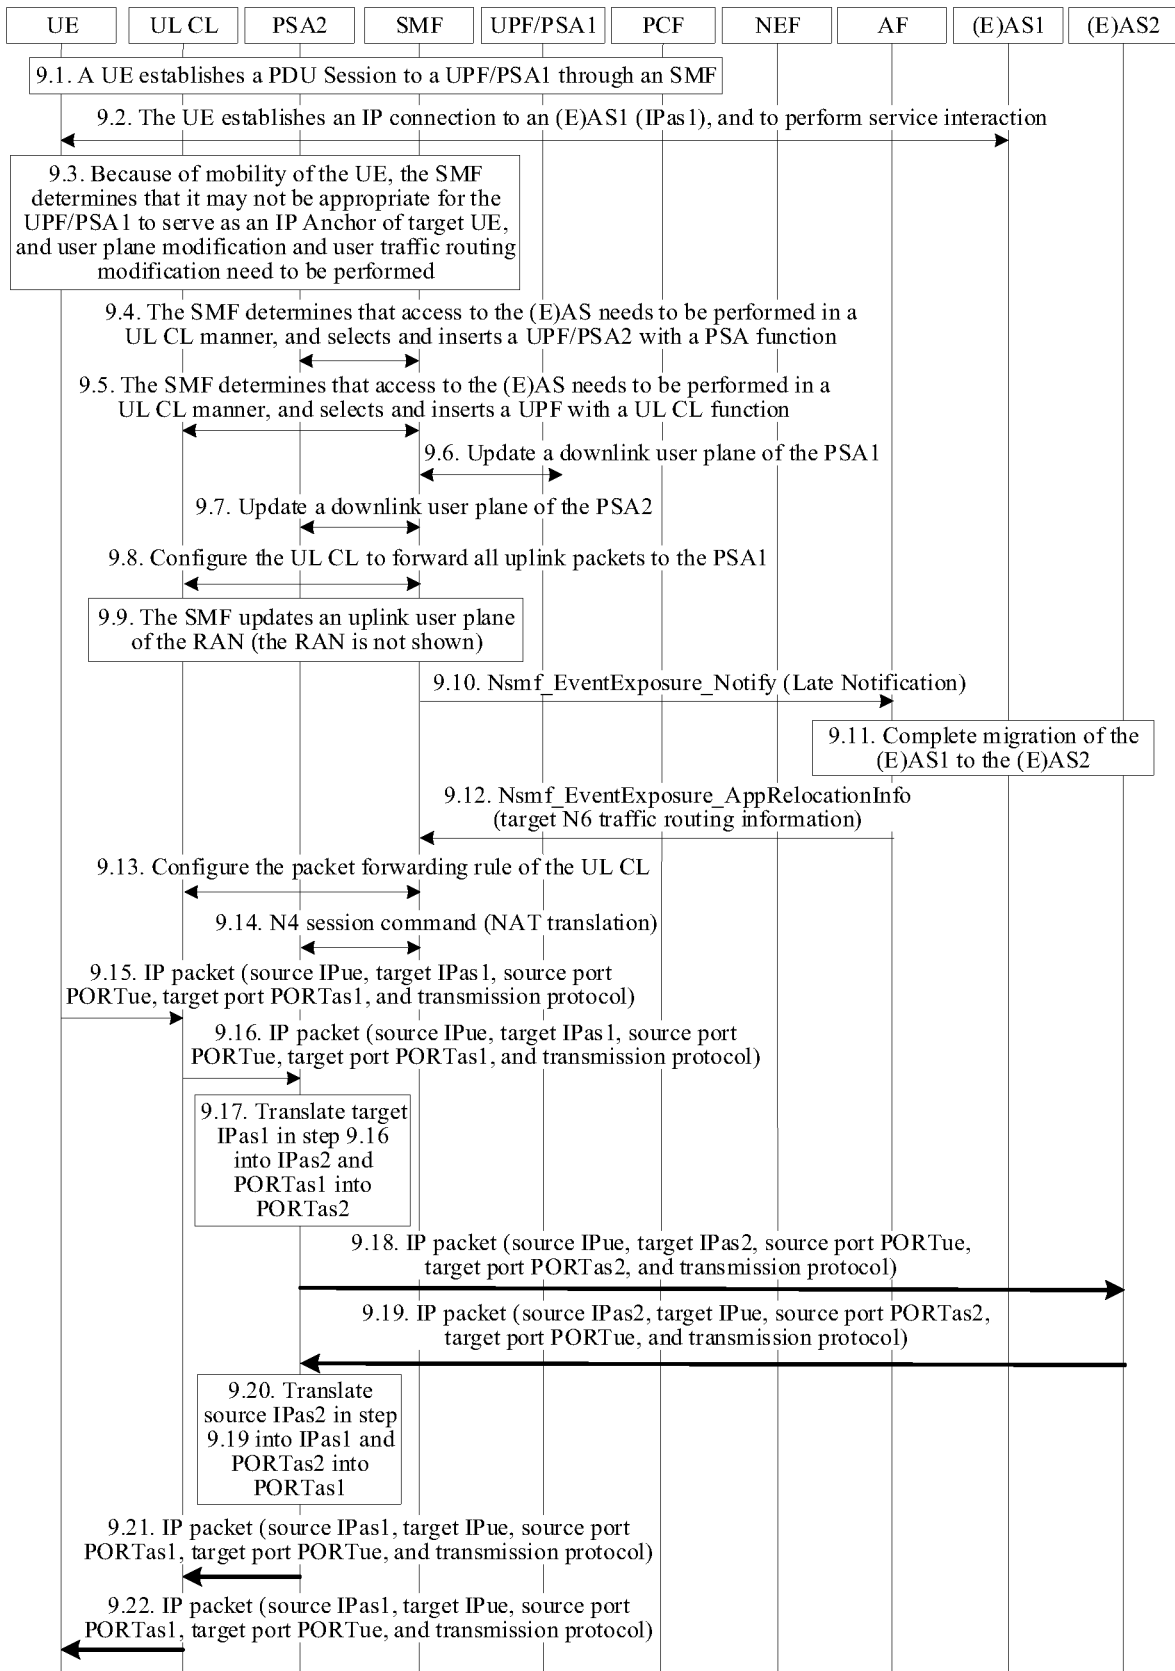 UE UL CL PSA2 SMF UPF/PSA1 PCF NEF AF (E)AS1 (E)AS2
9.1. A UE establishes a PDU Session to a UPF/PSA1 through an SMF
9.2. The UE establishes an IP connection to an (E)AS1 (IPas1), and to perform service interaction
9.3. Because of mobility of the UE, the SMF
determines that it may not be appropriate for the
UPF/PSA1 to serve as an IP Anchor of target UE,
and user plane modification and user traffic routing
modification need to be performed
9.4. The SMF determines that access to the (E)AS needs to be performed in a
UL CL manner, and selects and inserts a UPF/PSA2 with a PSA function
9.5. The SMF determines that access to the (E)AS needs to be performed in a
UL CL manner, and selects and inserts a UPF with a UL CL function
9.6. Update a downlink user plane of the PSA1
9.7. Update a downlink user plane of the PSA2
9.8. Configure the UL CL to forward all uplink packets to the PSA1
9.9. The SMF updates an uplink user plane
of the RAN (the RAN is not shown)
9.10. Nsmf_EventExposure_Notify (Late Notification)
9.11. Complete migration of the
(E)AS1 to the (E)AS2
9.12. Nsmf_EventExposure_AppRelocationInfo
(target N6 traffic routing information)
9.13. Configure the packet forwarding rule of the UL CL
9.14. N4 session command (NAT translation)
9.15. IP packet (source IPue, target IPas1, source port
PORTue, target port PORTas1, and transmission protocol)
9.16. IP packet (source IPue, target IPas1, source port
PORTue, target port PORTas1, and transmission protocol)
9.17. Translate target
IPas1 in step 9.16
into IPas2 and
PORTas1 into
PORTas2
9.18. IP packet (source IPue, target IPas2, source port PORTue,
target port PORTas2, and transmission protocol)
9.19. IP packet (source IPas2, target IPue, source port PORTas2,
target port PORTue, and transmission protocol)
9.20. Translate
source IPas2 in step
9.19 into IPas1 and
PORTas2 into
PORTas1
9.21. IP packet (source IPas1, target IPue, source port
PORTas1, target port PORTue, and transmission protocol)
9.22. IP packet (source IPas1, target IPue, source port
PORTas1, target port PORTue, and transmission protocol)